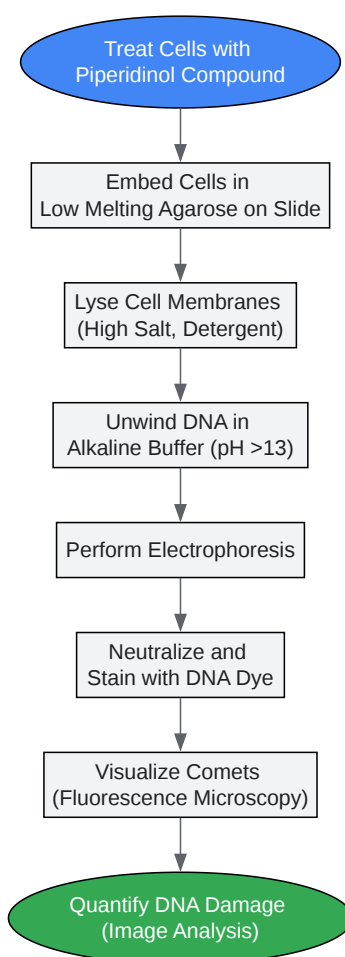 Treat Cells with
Piperidinol Compound
Embed Cells in
Low Melting Agarose on Slide
Lyse Cell Membranes
(High Salt, Detergent)
Unwind DNA in
Alkaline Buffer (pH >13)
Perform Electrophoresis
Neutralize and
Stain with DNA Dye
Visualize Comets
(Fluorescence Microscopy)
Quantify DNA Damage
(Image Analysis)